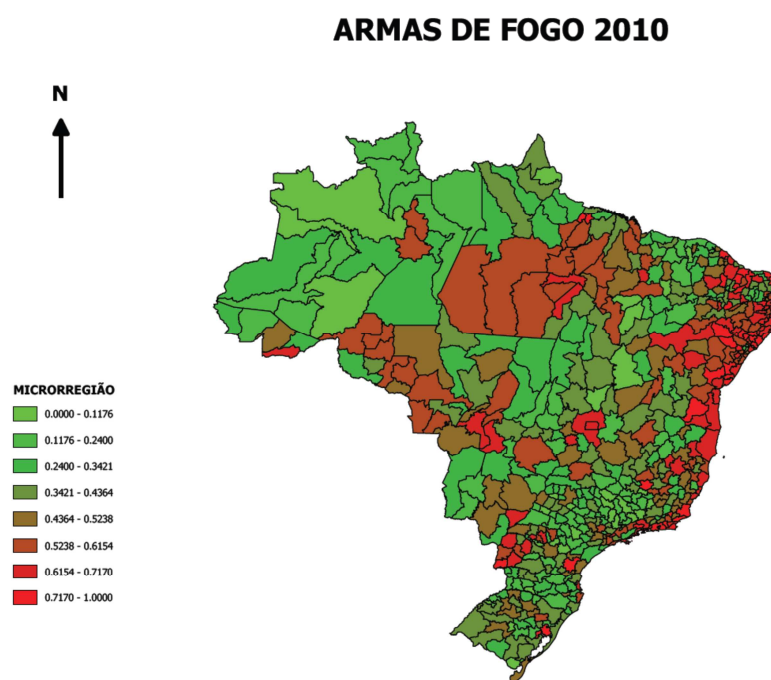 ARMAS DE FOGO 2010
N
MICRORREGIÃO
0.0000 - 0.1176
0.1176 - 0.2400
0.2400 - 0.3421
0.3421 - 0.4364
0.4364 - 0.5238
0.5238 - 0.6154
0.6154 - 0.7170
0.7170 - 1.0000